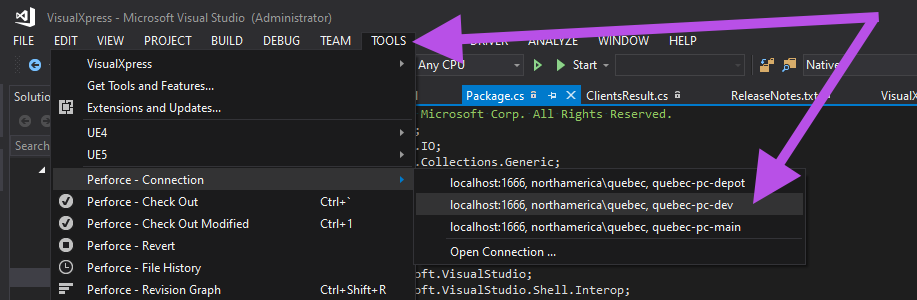 VisualXpress - Microsoft Visual Studio (Administrator)
FILE EDIT VIEW PROJECT BUILD DEBUG TEAM TOOLS DRIVER ANALYZE WINDOW HELP
VisualXpress
Any CPU Start Native
Get Tools and Features...
Solution Package.cs ClientsResult.cs ReleaseNotes.txt VisualX
Extensions and Updates...
Microsoft Corp. All Rights Reserved.
UE4
.IO;
Search
UE5
.Collections.Generic;
Perforce - Connection
localhost:1666, northamerica\quebec, quebec-pc-depot
Perforce - Check Out Ctrl+`
localhost:1666, northamerica\quebec, quebec-pc-dev
Perforce - Check Out Modified Ctrl+1
localhost:1666, northamerica\quebec, quebec-pc-main
Perforce - Revert
Open Connection ...
Perforce - File History
oft.VisualStudio;
Perforce - Revision Graph Ctrl+Shift+R
oft.VisualStudio.Shell.Interop;